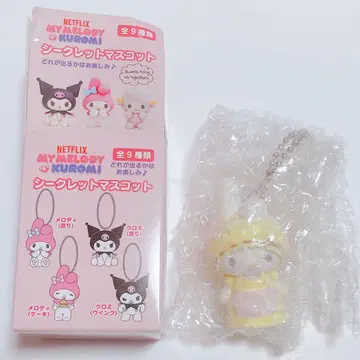 NETFLIX
MY MELODY
& KUROMI
全9種類
シークレットマスコット
どれが出るかはお楽しみ♪
NETFLIX
MY MELODY
& KUROMI
全9種類
どれが出るかは
お楽しみ♪
シークレットマスコット
メロディ
(怒り)
クロミ
(怒り)
メロディ
(ケーキ)
クロミ
(ウインク)